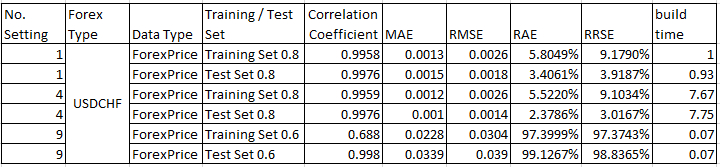 No. Setting | Forex Type | Data Type | Training / Test Set | Correlation Coefficient | MAE | RMSE | RAE | RRSE | build time
1 | USDCHF | ForexPrice | Training Set 0.8 | 0.9958 | 0.0013 | 0.0026 | 5.8049% | 9.1790% | 1
1 | ForexPrice | Test Set 0.8 | 0.9976 | 0.0015 | 0.0018 | 3.4061% | 3.9187% | 0.93
4 | ForexPrice | Training Set 0.8 | 0.9959 | 0.0012 | 0.0026 | 5.5220% | 9.1034% | 7.67
4 | ForexPrice | Test Set 0.8 | 0.9976 | 0.001 | 0.0014 | 2.3786% | 3.0167% | 7.75
9 | ForexPrice | Training Set 0.6 | 0.688 | 0.0228 | 0.0304 | 97.3999% | 97.3743% | 0.07
9 | ForexPrice | Test Set 0.6 | 0.998 | 0.0339 | 0.039 | 99.1267% | 98.8365% | 0.07